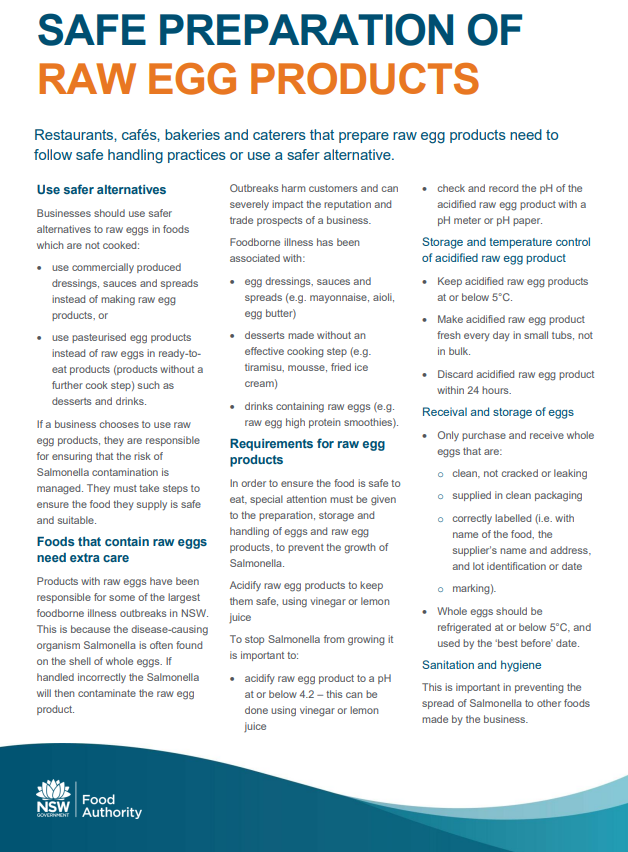 SAFE PREPARATION OF
RAW EGG PRODUCTS
Restaurants, cafés, bakeries and caterers that prepare raw egg products need to
follow safe handling practices or use a safer alternative.
Use safer alternatives
Businesses should use safer
alternatives to raw eggs in foods
which are not cooked:
• use commercially produced
dressings, sauces and spreads
instead of making raw egg
products, or
• use pasteurised egg products
instead of raw eggs in ready-to-
eat products (products without a
further cook step) such as
desserts and drinks.
If a business chooses to use raw
egg products, they are responsible
for ensuring that the risk of
Salmonella contamination is
managed. They must take steps to
ensure the food they supply is safe
and suitable.
Foods that contain raw eggs
need extra care
Products with raw eggs have been
responsible for some of the largest
foodborne illness outbreaks in NSW.
This is because the disease-causing
organism Salmonella is often found
on the shell of whole eggs. If
handled incorrectly the Salmonella
will then contaminate the raw egg
product.
Outbreaks harm customers and can
severely impact the reputation and
trade prospects of a business.
Foodborne illness has been
associated with:
• egg dressings, sauces and
spreads (e.g. mayonnaise, aioli,
egg butter)
• desserts made without an
effective cooking step (e.g.
tiramisu, mousse, fried ice
cream)
• drinks containing raw eggs (e.g.
raw egg high protein smoothies).
Requirements for raw egg
products
In order to ensure the food is safe to
eat, special attention must be given
to the preparation, storage and
handling of eggs and raw egg
products, to prevent the growth of
Salmonella.
Acidify raw egg products to keep
them safe, using vinegar or lemon
juice
To stop Salmonella from growing it
is important to:
• acidify raw egg product to a pH
at or below 4.2 – this can be
done using vinegar or lemon
juice
• check and record the pH of the
acidified raw egg product with a
pH meter or pH paper.
Storage and temperature control
of acidified raw egg product
• Keep acidified raw egg products
at or below 5°C.
• Make acidified raw egg product
fresh every day in small tubs, not
in bulk.
• Discard acidified raw egg product
within 24 hours.
Receival and storage of eggs
• Only purchase and receive whole
eggs that are:
o clean, not cracked or leaking
o supplied in clean packaging
o correctly labelled (i.e. with
name of the food, the
supplier's name and address,
and lot identification or date
o marking).
• Whole eggs should be
refrigerated at or below 5°C, and
used by the 'best before' date.
Sanitation and hygiene
This is important in preventing the
spread of Salmonella to other foods
made by the business.
NSW
GOVERNMENT
Food
Authority